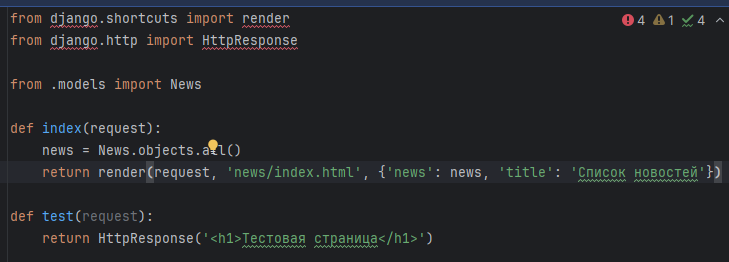 from django.shortcuts import render
4 1 4
from django.http import HttpResponse
from .models import News
def index(request):
news = News.objects.all()
return render(request, 'news/index.html', {'news': news, 'title': 'Список новостей'})
def test(request):
return HttpResponse('<h1>Тестовая страница</h1>')